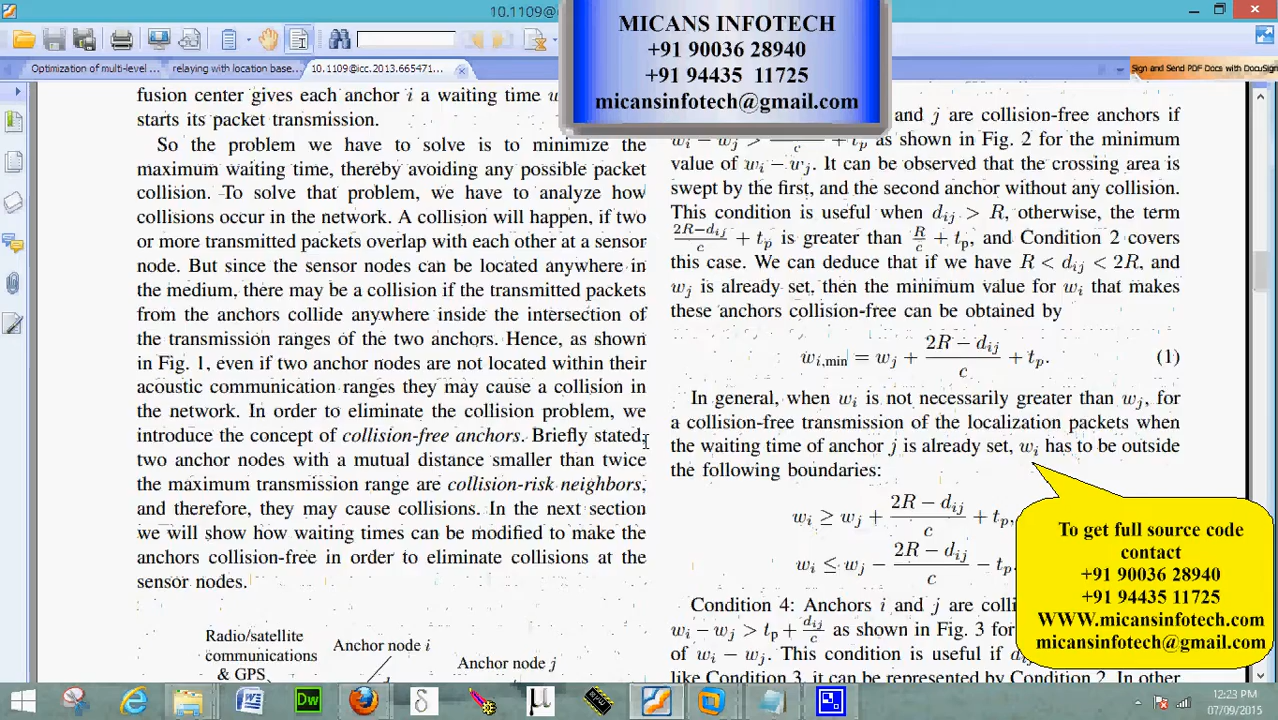 10.1109@
MICANS INFOTECH
+91 90036 28940
+91 94435 11725
micansinfotech@gmail.com
Optimization of multi-level ...
relaying with location base...
10.1109@icc.2013.665471...
Sign and Send PDF Docs with DocuSign
fusion center gives each anchor i a waiting time w
starts its packet transmission.
So the problem we have to solve is to minimize the
maximum waiting time, thereby avoiding any possible packet
collision. To solve that problem, we have to analyze how
collisions occur in the network. A collision will happen, if two
or more transmitted packets overlap with each other at a sensor
node. But since the sensor nodes can be located anywhere in
the medium, there may be a collision if the transmitted packets
from the anchors collide anywhere inside the intersection of
the transmission ranges of the two anchors. Hence, as shown
in Fig. 1, even if two anchor nodes are not located within their
acoustic communication ranges they may cause a collision in
the network. In order to eliminate the collision problem, we
introduce the concept of collision-free anchors. Briefly stated,
two anchor nodes with a mutual distance smaller than twice
the maximum transmission range are collision-risk neighbors,
and therefore, they may cause collisions. In the next section
we will show how waiting times can be modified to make the
anchors collision-free in order to eliminate collisions at the
sensor nodes.
Radio/satellite
communications
& GPS
Anchor node i
Anchor node j
and j are collision-free anchors if
w_i − w_j > c + t_p as shown in Fig. 2 for the minimum
value of w_i − w_j. It can be observed that the crossing area is
swept by the first, and the second anchor without any collision.
This condition is useful when d_ij > R, otherwise, the term
(2R−d_ij)/c + t_p is greater than R/c + t_p, and Condition 2 covers
this case. We can deduce that if we have R < d_ij < 2R, and
w_j is already set, then the minimum value for w_i that makes
these anchors collision-free can be obtained by
w_i,min = w_j + (2R − d_ij)/c + t_p. (1)
In general, when w_i is not necessarily greater than w_j, for
a collision-free transmission of the localization packets when
the waiting time of anchor j is already set, w_i has to be outside
the following boundaries:
w_i ≥ w_j + (2R − d_ij)/c + t_p,
w_i ≤ w_j − (2R − d_ij)/c − t_p
Condition 4: Anchors i and j are colli
w_i − w_j > t_p + d_ij/c as shown in Fig. 3 for
of w_i − w_j. This condition is useful if
like Condition 3, it can be represented by Condition 2. In other
To get full source code
contact
+91 90036 28940
+91 94435 11725
WWW.micansinfotech.com
micansinfotech@gmail.com
12:23 PM
07/09/2015